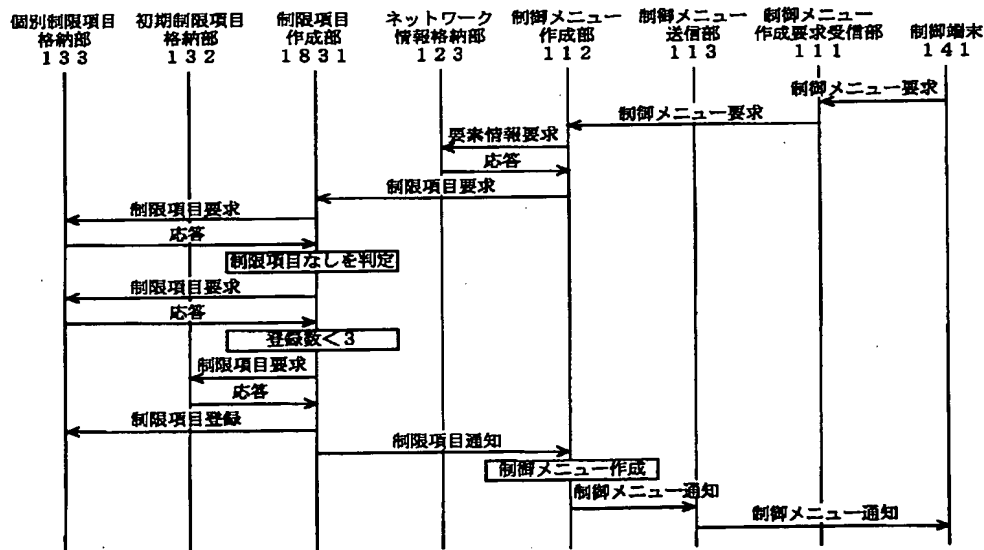 個別制限項目
格納部
133
初期制限項目
格納部
132
制限項目
作成部
1831
ネットワーク
情報格納部
123
制御メニュー
作成部
112
制御メニュー
送信部
113
制御メニュー
作成要求受信部
111
制御端末
141
制御メニュー要求
制御メニュー要求
要素情報要求
応答
制限項目要求
制限項目要求
応答
制限項目なしを判定
制限項目要求
応答
登録数<3
制限項目要求
応答
制限項目登録
制限項目通知
制御メニュー作成
制御メニュー通知
制御メニュー通知